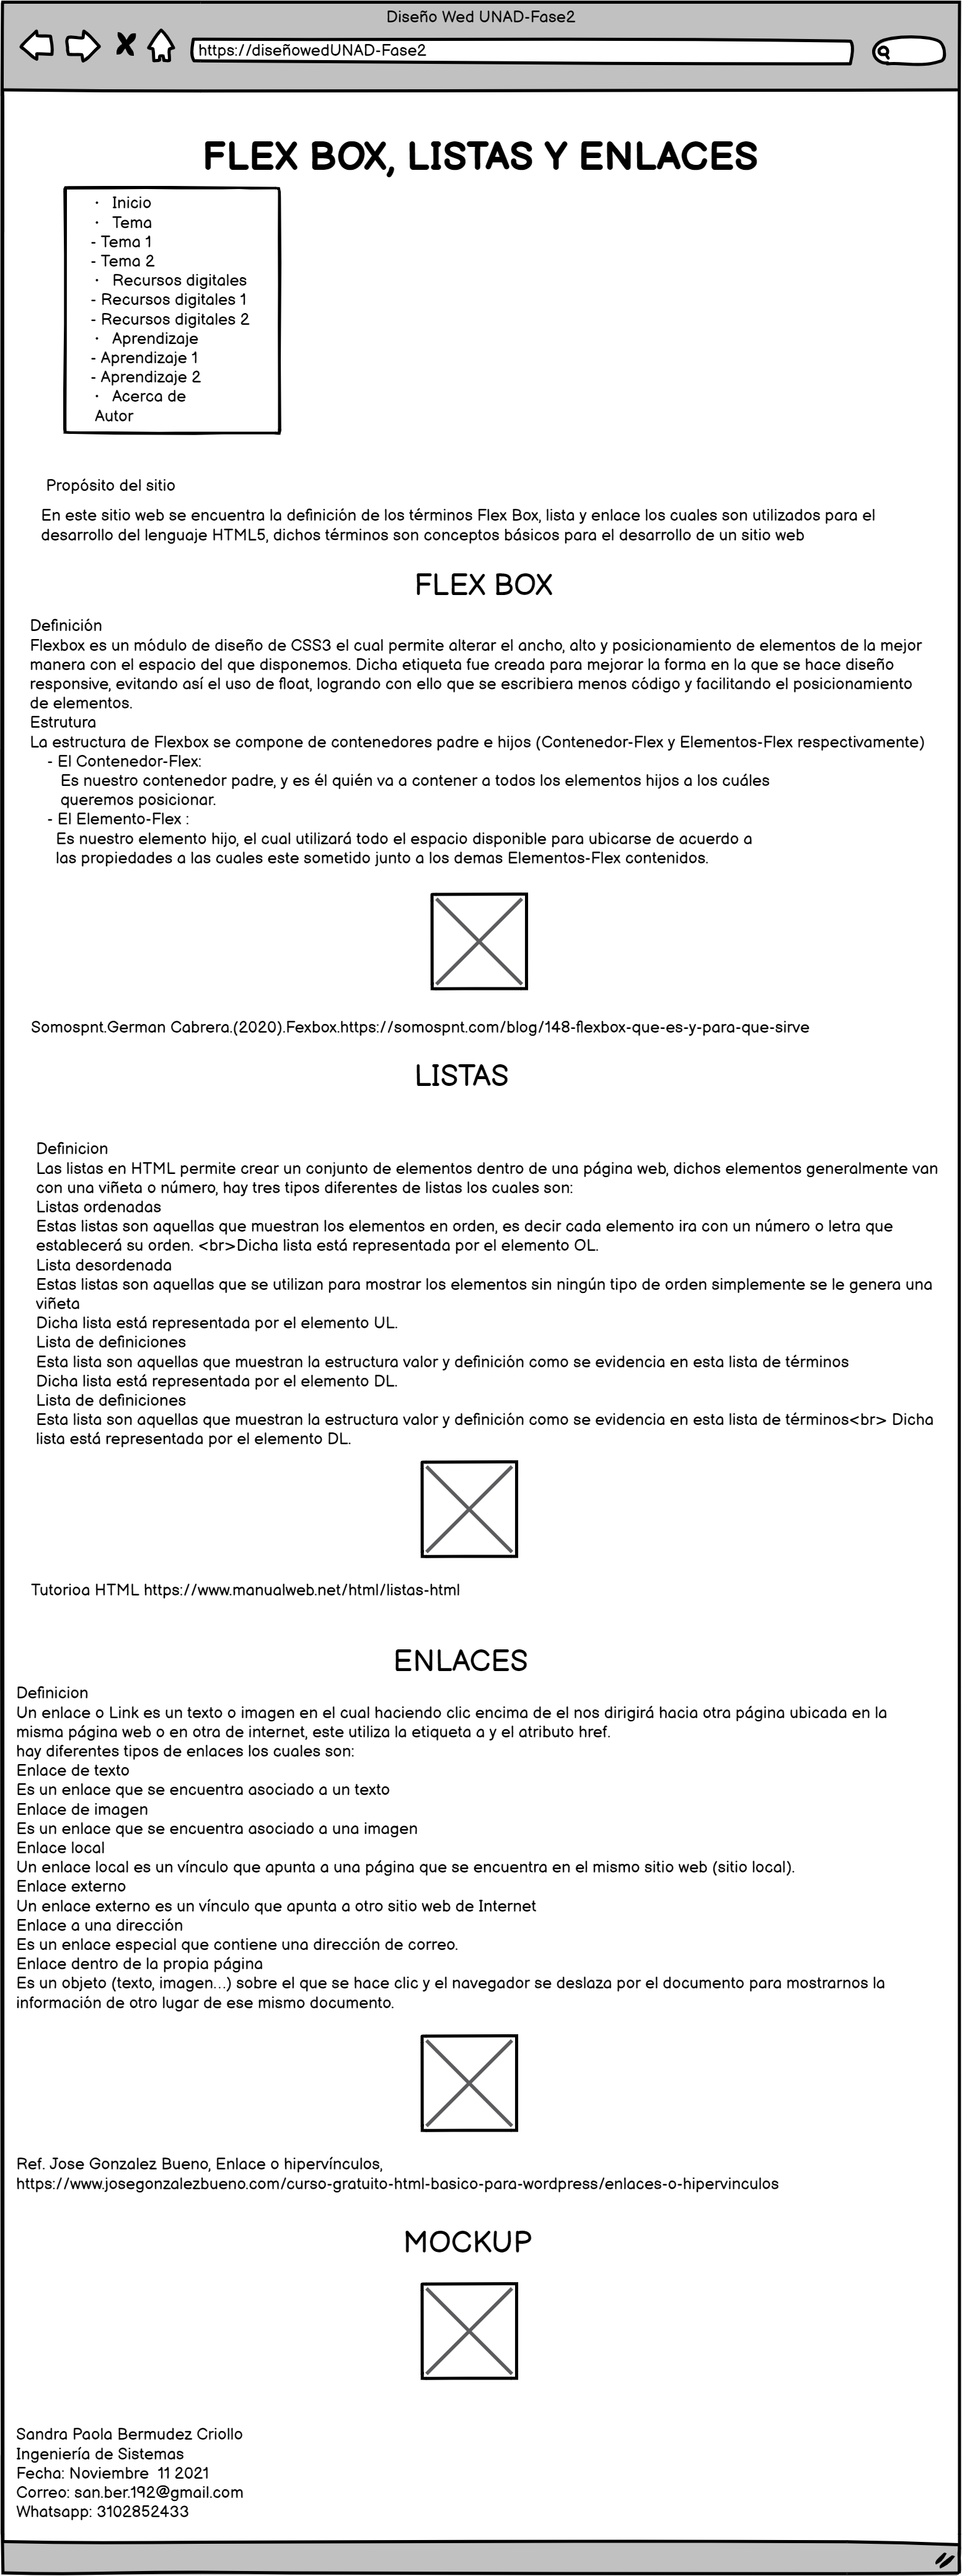 Diseño Wed UNAD-Fase2
https://diseñowedUNAD-Fase2
FLEX BOX, LISTAS Y ENLACES
· Inicio
· Tema
- Tema 1
- Tema 2
· Recursos digitales
- Recursos digitales 1
- Recursos digitales 2
· Aprendizaje
- Aprendizaje 1
- Aprendizaje 2
· Acerca de
Autor
Propósito del sitio
En este sitio web se encuentra la definición de los términos Flex Box, lista y enlace los cuales son utilizados para el
desarrollo del lenguaje HTML5, dichos términos son conceptos básicos para el desarrollo de un sitio web
FLEX BOX
Definición
Flexbox es un módulo de diseño de CSS3 el cual permite alterar el ancho, alto y posicionamiento de elementos de la mejor
manera con el espacio del que disponemos. Dicha etiqueta fue creada para mejorar la forma en la que se hace diseño
responsive, evitando así el uso de float, logrando con ello que se escribiera menos código y facilitando el posicionamiento
de elementos.
Estrutura
La estructura de Flexbox se compone de contenedores padre e hijos (Contenedor-Flex y Elementos-Flex respectivamente)
- El Contenedor-Flex:
Es nuestro contenedor padre, y es él quién va a contener a todos los elementos hijos a los cuáles
queremos posicionar.
- El Elemento-Flex :
Es nuestro elemento hijo, el cual utilizará todo el espacio disponible para ubicarse de acuerdo a
las propiedades a las cuales este sometido junto a los demas Elementos-Flex contenidos.
Somospnt.German Cabrera.(2020).Fexbox.https://somospnt.com/blog/148-flexbox-que-es-y-para-que-sirve
LISTAS
Definicion
Las listas en HTML permite crear un conjunto de elementos dentro de una página web, dichos elementos generalmente van
con una viñeta o número, hay tres tipos diferentes de listas los cuales son:
Listas ordenadas
Estas listas son aquellas que muestran los elementos en orden, es decir cada elemento ira con un número o letra que
establecerá su orden. <br>Dicha lista está representada por el elemento OL.
Lista desordenada
Estas listas son aquellas que se utilizan para mostrar los elementos sin ningún tipo de orden simplemente se le genera una
viñeta
Dicha lista está representada por el elemento UL.
Lista de definiciones
Esta lista son aquellas que muestran la estructura valor y definición como se evidencia en esta lista de términos
Dicha lista está representada por el elemento DL.
Lista de definiciones
Esta lista son aquellas que muestran la estructura valor y definición como se evidencia en esta lista de términos<br> Dicha
lista está representada por el elemento DL.
Tutorioa HTML https://www.manualweb.net/html/listas-html
ENLACES
Definicion
Un enlace o Link es un texto o imagen en el cual haciendo clic encima de el nos dirigirá hacia otra página ubicada en la
misma página web o en otra de internet, este utiliza la etiqueta a y el atributo href.
hay diferentes tipos de enlaces los cuales son:
Enlace de texto
Es un enlace que se encuentra asociado a un texto
Enlace de imagen
Es un enlace que se encuentra asociado a una imagen
Enlace local
Un enlace local es un vínculo que apunta a una página que se encuentra en el mismo sitio web (sitio local).
Enlace externo
Un enlace externo es un vínculo que apunta a otro sitio web de Internet
Enlace a una dirección
Es un enlace especial que contiene una dirección de correo.
Enlace dentro de la propia página
Es un objeto (texto, imagen...) sobre el que se hace clic y el navegador se deslaza por el documento para mostrarnos la
información de otro lugar de ese mismo documento.
Ref. Jose Gonzalez Bueno, Enlace o hipervínculos,
https://www.josegonzalezbueno.com/curso-gratuito-html-basico-para-wordpress/enlaces-o-hipervinculos
MOCKUP
Sandra Paola Bermudez Criollo
Ingeniería de Sistemas
Fecha: Noviembre  11 2021
Correo: san.ber.192@gmail.com
Whatsapp: 3102852433